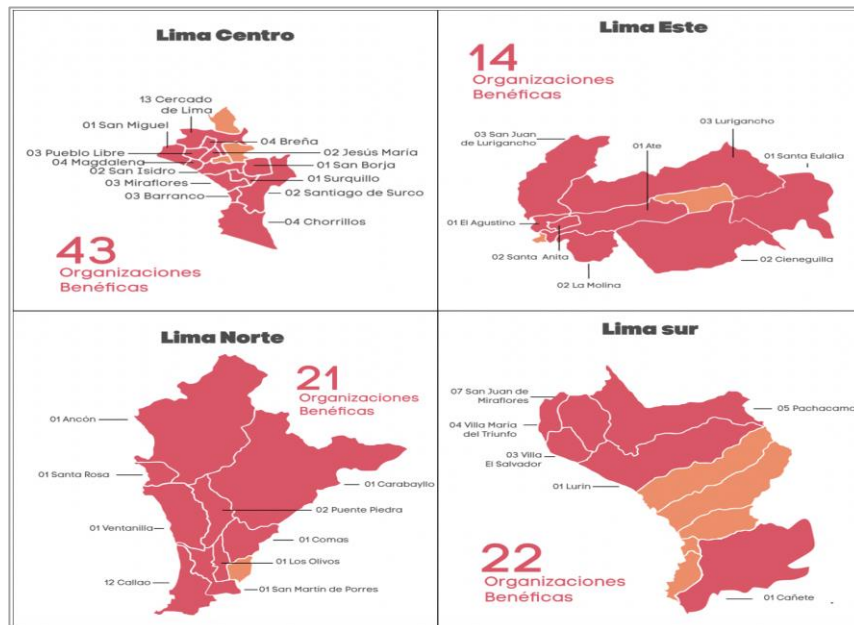 Lima Centro
13 Cercado
de Lima
01 San Miguel
04 Breña
03 Pueblo Libre
02 Jesús María
04 Magdalena
01 San Borja
02 San Isidro
01 Surquillo
03 Miraflores
02 Santiago de Surco
03 Barranco
04 Chorrillos
43
Organizaciones
Benéficas
Lima Este
14
Organizaciones
Benéficas
03 Lurigancho
03 San Juan
de Lurigancho
01 Ate
01 Santa Eulalia
01 El Agustino
02 Santa Anita
02 Cieneguilla
02 La Molina
Lima Norte
21
Organizaciones
Benéficas
01 Ancón
01 Santa Rosa
01 Carabayllo
02 Puente Piedra
01 Ventanilla
01 Comas
01 Los Olivos
12 Callao
01 San Martín de Porres
Lima sur
07 San Juan de
Miraflores
05 Pachacamac
04 Villa María
del Triunfo
03 Villa
El Salvador
01 Lurín
22
Organizaciones
Benéficas
01 Cañete